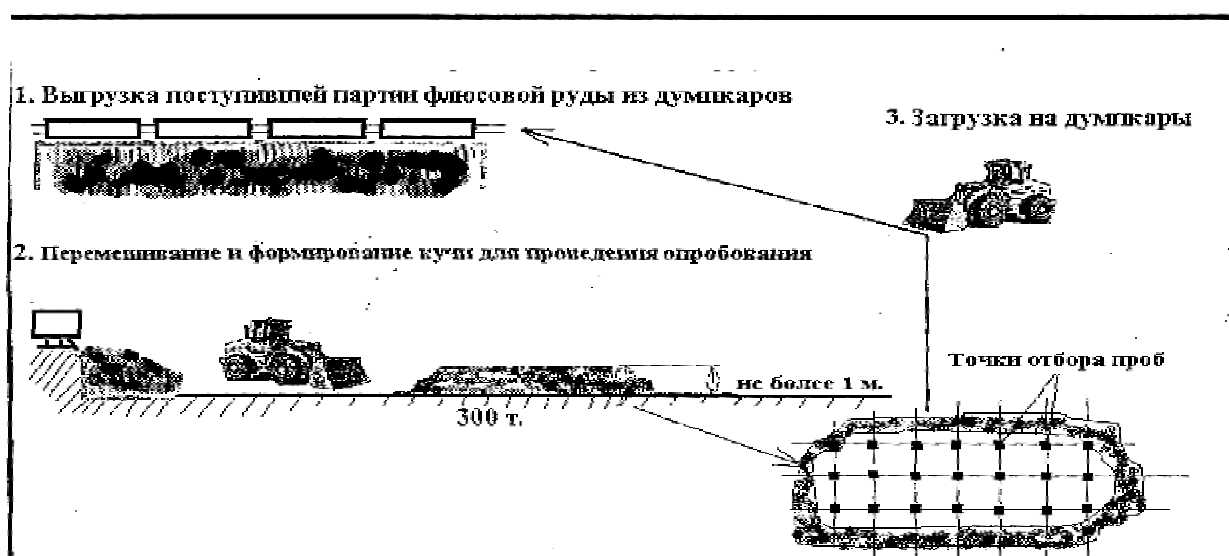 1. Выгрузка поступившей партии флюсовой руды из думпкаров
3. Загрузка на думпкары
2. Перемешивание и формирование кучи для проведения опробования
Точки отбора проб
не более 1 м.
300 т.